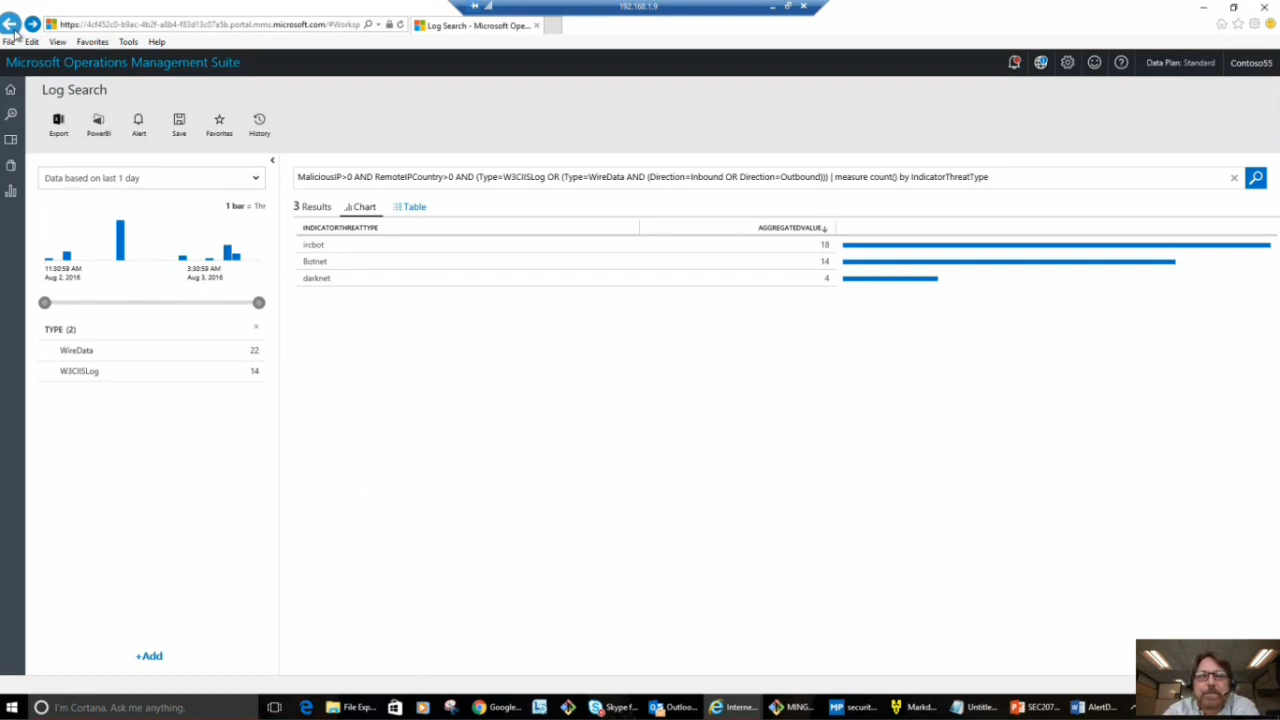 192.168.1.9
https://4cf452c0-b9ac-4b2f-a8b4-f83d13c07a5b.portal.mms.microsoft.com/#Worksp
Log Search - Microsoft Ope...
File Edit View Favorites Tools Help
Microsoft Operations Management Suite
Data Plan: Standard
Contoso55
Log Search
Export PowerBI Alert Save Favorites History
Data based on last 1 day
MaliciousIP>0 AND RemoteIPCountry>0 AND (Type=W3CIISLog OR (Type=WireData AND (Direction=Inbound OR Direction=Outbound))) | measure count() by IndicatorThreatType
1 bar = 1hr
3 Results Chart Table
INDICATORTHREATTYPE AGGREGATEDVALUE
ircbot 18
Botnet 14
darknet 4
11:30:59 AM
Aug 2, 2016
3:30:59 AM
Aug 3, 2016
TYPE (2)
WireData 22
W3CIISLog 14
+Add
I'm Cortana. Ask me anything.
File Exp...
Google...
Skype f...
Outloo...
Interne...
MING...
securit...
Markd...
Untitle...
SEC207...
AlertD...